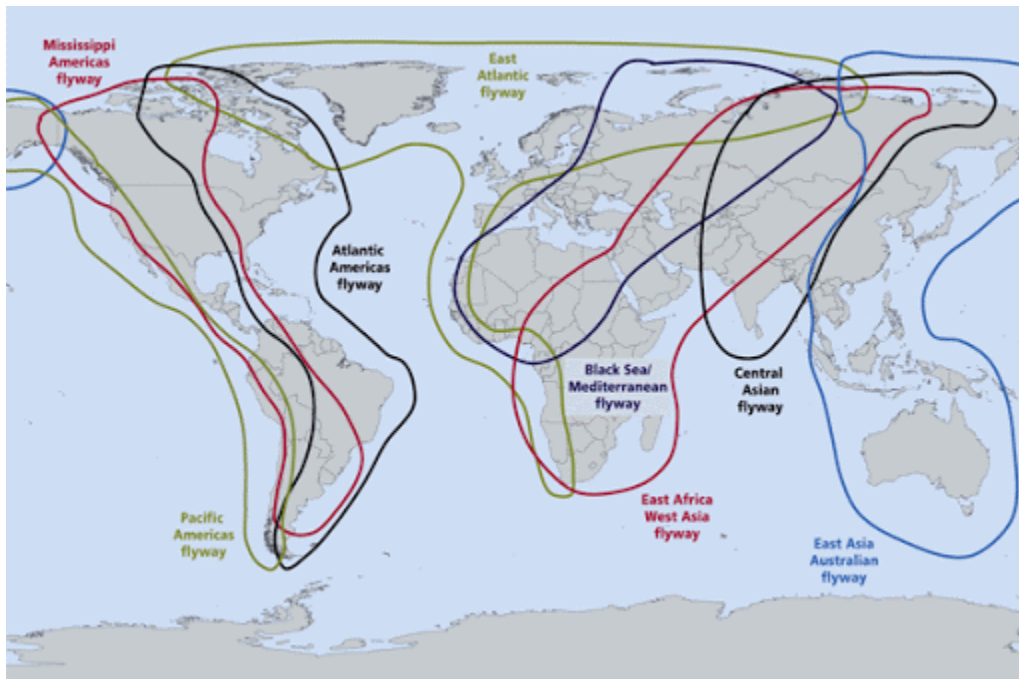 Mississippi
Americas
flyway
East
Atlantic
flyway
Atlantic
Americas
flyway
Black Sea/
Mediterranean
flyway
Central
Asian
flyway
Pacific
Americas
flyway
East Africa
West Asia
flyway
East Asia
Australian
flyway